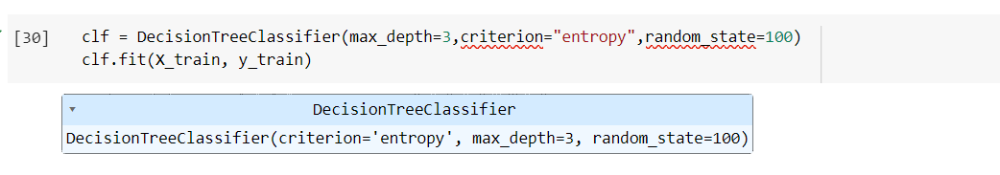 [30] clf = DecisionTreeClassifier(max_depth=3,criterion="entropy",random_state=100)
clf.fit(X_train, y_train)
DecisionTreeClassifier
DecisionTreeClassifier(criterion='entropy', max_depth=3, random_state=100)